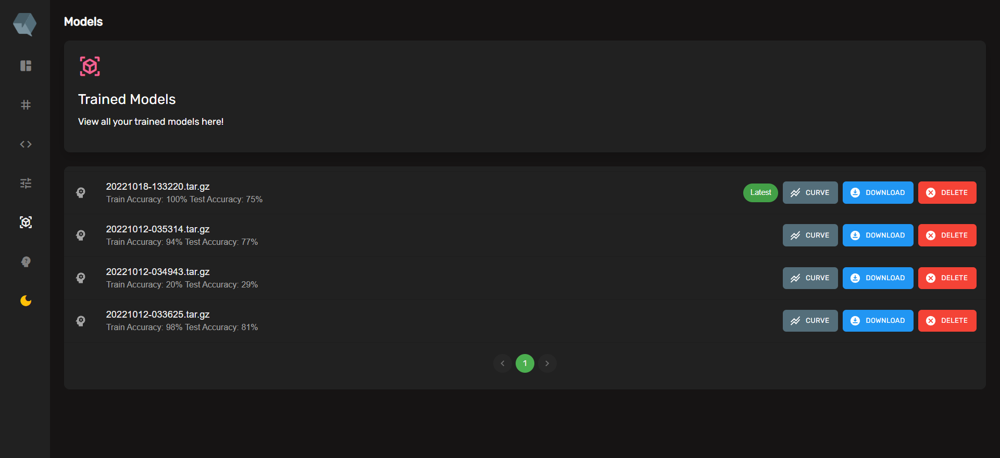 Models
Trained Models
View all your trained models here!
20221018-133220.tar.gz
Train Accuracy: 100% Test Accuracy: 75%
Latest CURVE DOWNLOAD DELETE
20221012-035314.tar.gz
Train Accuracy: 94% Test Accuracy: 77%
CURVE DOWNLOAD DELETE
20221012-034943.tar.gz
Train Accuracy: 20% Test Accuracy: 29%
CURVE DOWNLOAD DELETE
20221012-033625.tar.gz
Train Accuracy: 98% Test Accuracy: 81%
CURVE DOWNLOAD DELETE
1